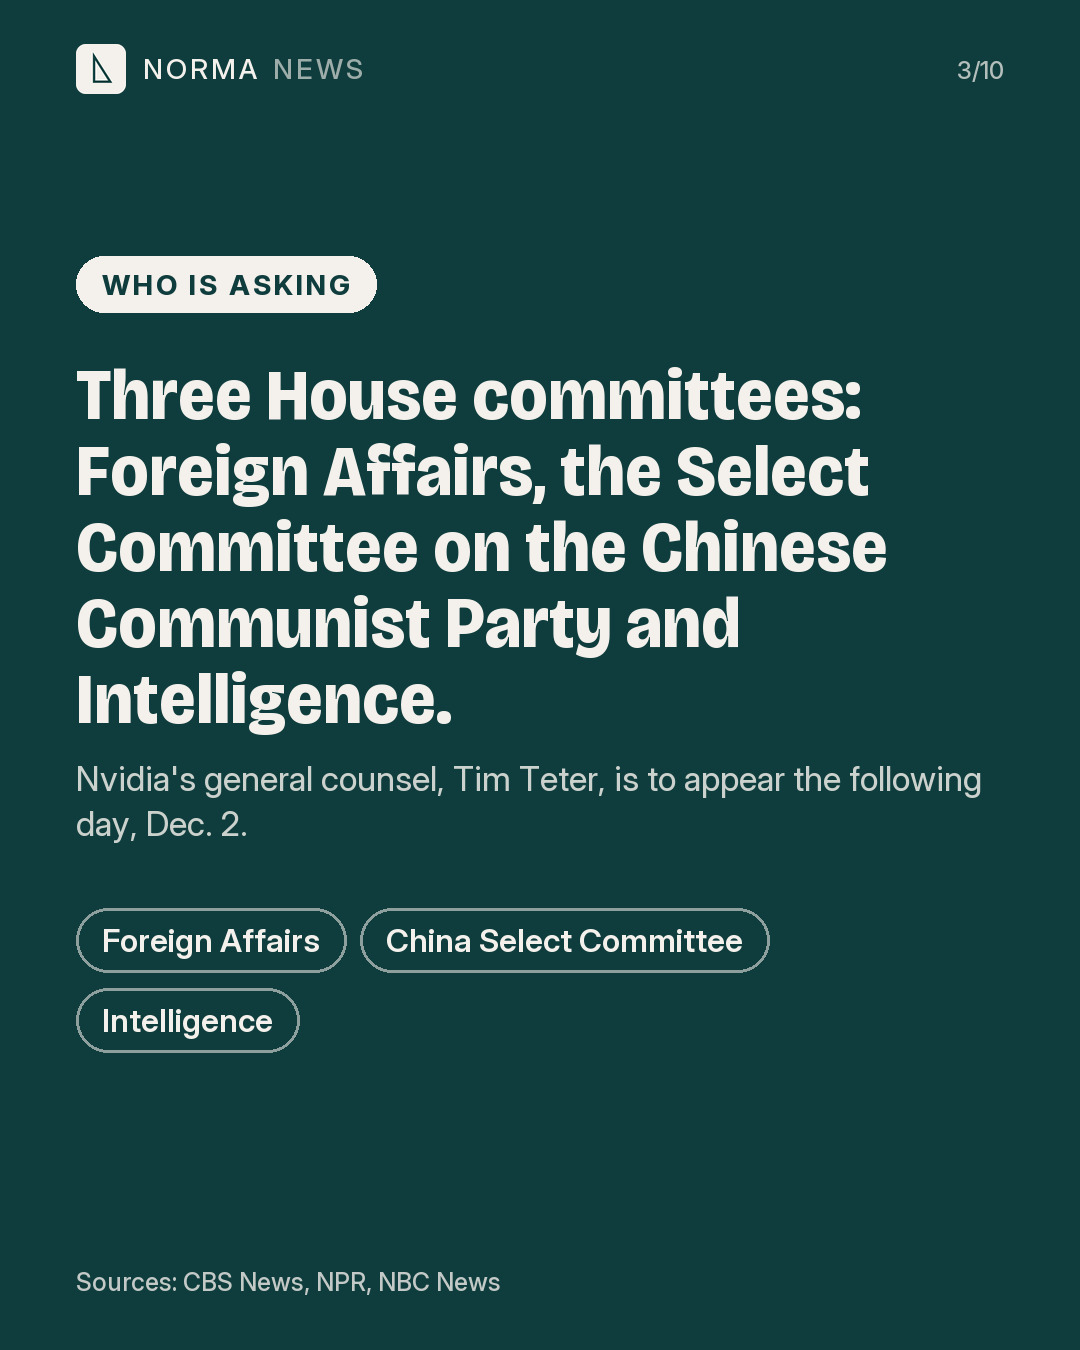 NORMA NEWS
3/10
WHO IS ASKING
Three House committees:
Foreign Affairs, the Select
Committee on the Chinese
Communist Party and
Intelligence.
Nvidia's general counsel, Tim Teter, is to appear the following
day, Dec. 2.
Foreign Affairs
China Select Committee
Intelligence
Sources: CBS News, NPR, NBC News